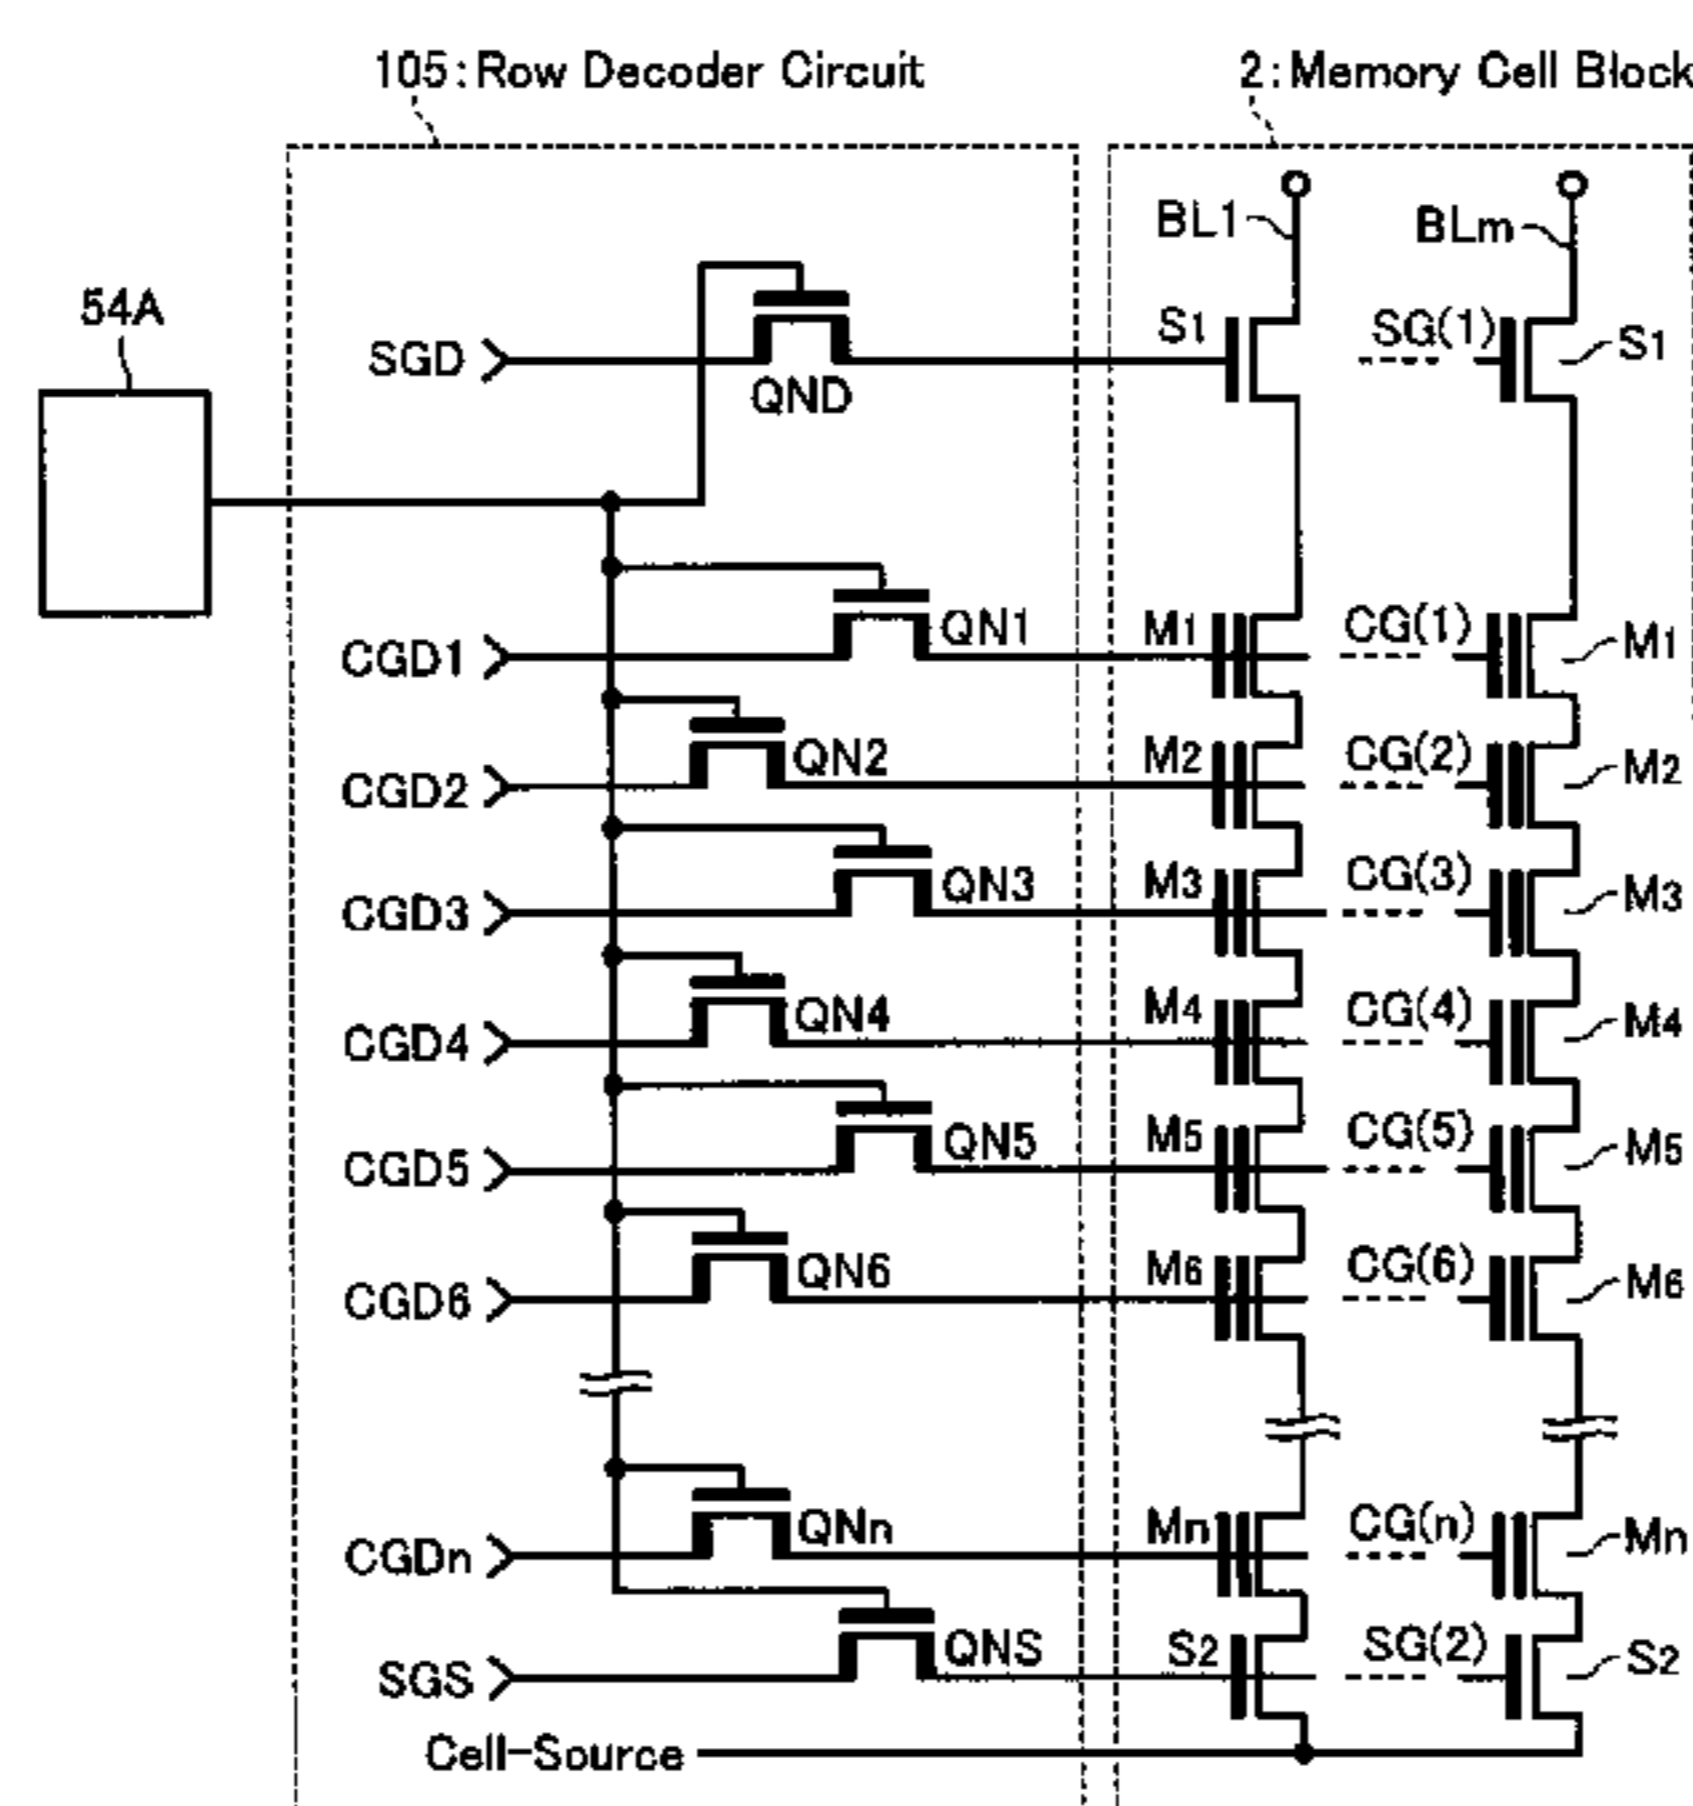 105:Row Decoder Circuit 2:Memory Cell Block
BL1 BLm
54A
SGD QND S1 SG(1) S1
CGD1 QN1 M1 CG(1) M1
CGD2 QN2 M2 CG(2) M2
CGD3 QN3 M3 CG(3) M3
CGD4 QN4 M4 CG(4) M4
CGD5 QN5 M5 CG(5) M5
CGD6 QN6 M6 CG(6) M6
CGDn QNn Mn CG(n) Mn
SGS QNS S2 SG(2) S2
Cell-Source